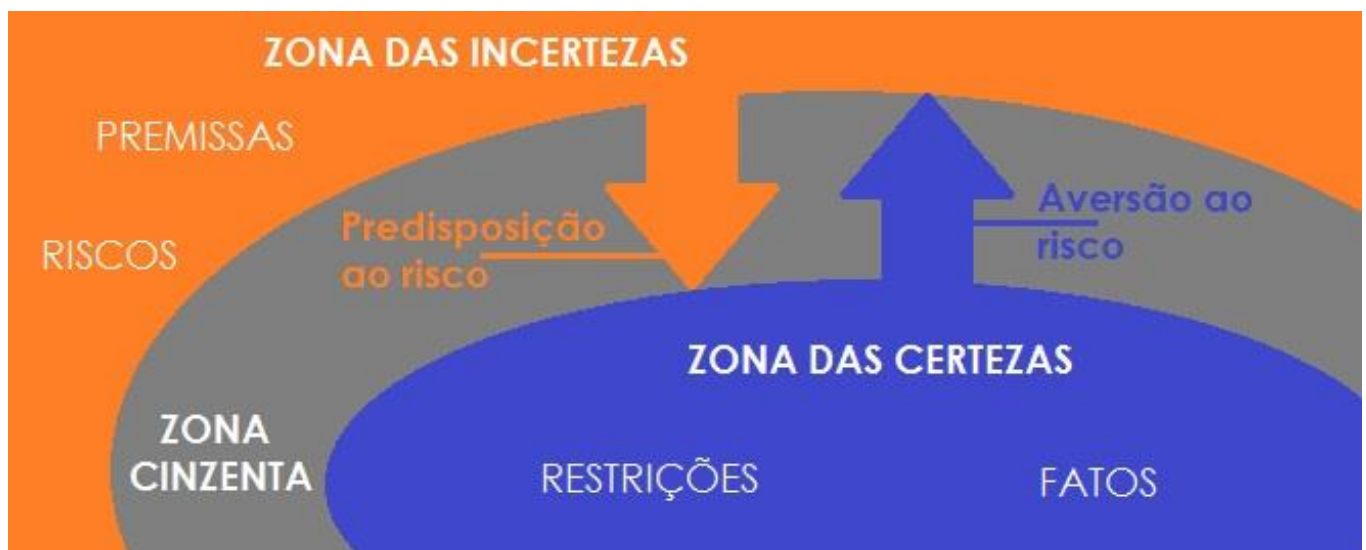 ZONA DAS INCERTEZAS
PREMISSAS
RISCOS
Predisposição
ao risco
Aversão ao
risco
ZONA DAS CERTEZAS
ZONA
CINZENTA
RESTRIÇÕES
FATOS